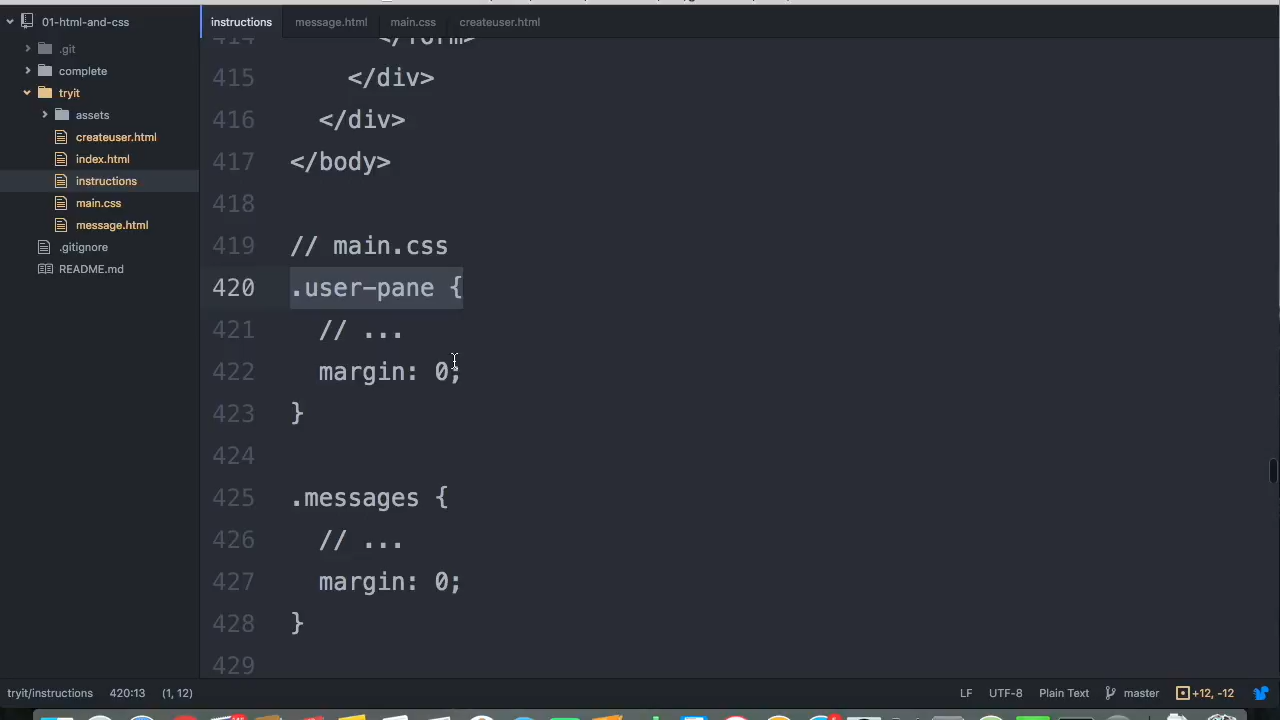 01-html-and-css
.git
complete
tryit
assets
createuser.html
index.html
instructions
main.css
message.html
.gitignore
README.md
instructions
message.html
main.css
createuser.html
414 </form>
415 </div>
416 </div>
417 </body>
418
419 // main.css
420 .user-pane {
421 // ...
422 margin: 0;
423 }
424
425 .messages {
426 // ...
427 margin: 0;
428 }
429
tryit/instructions 420:13 (1, 12) LF UTF-8 Plain Text master +12, -12